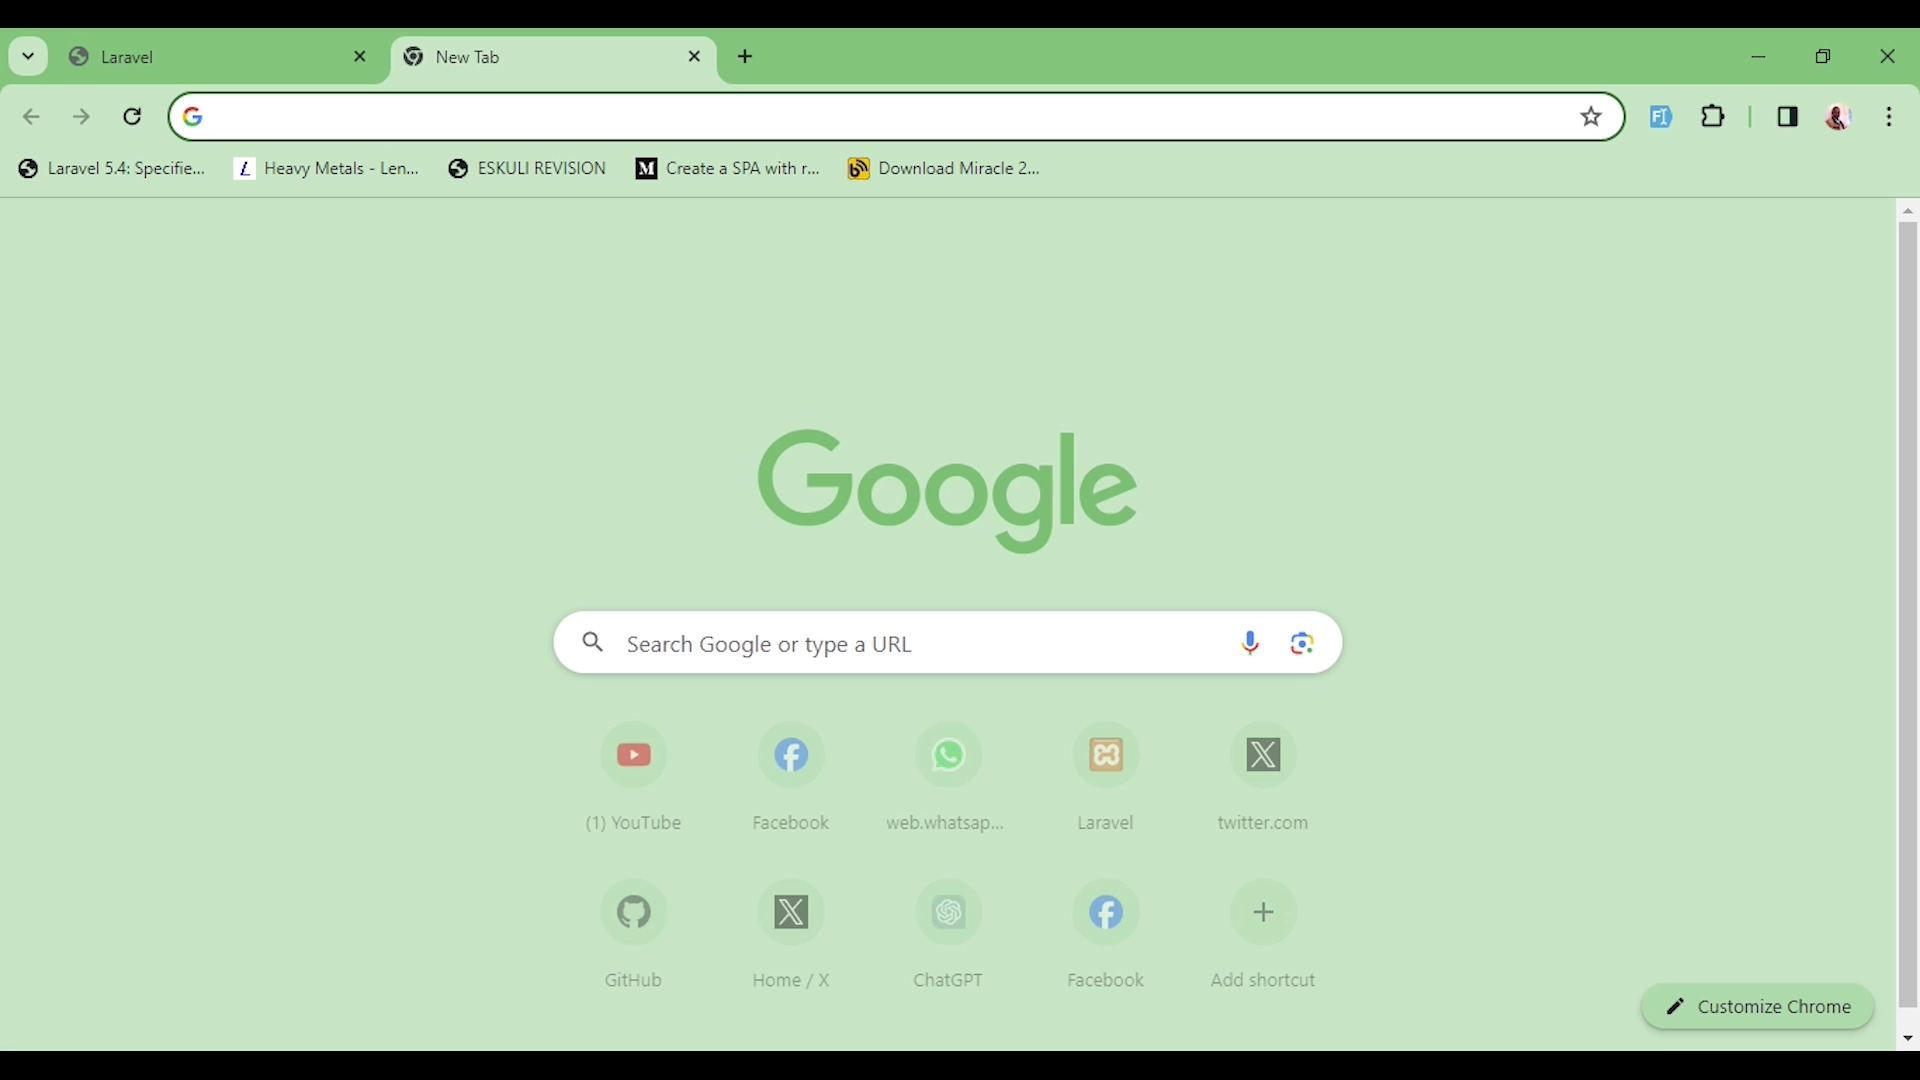 Laravel
New Tab
Laravel 5.4: Specifie...
Heavy Metals - Len...
ESKULI REVISION
Create a SPA with r...
Download Miracle 2...
Google
Search Google or type a URL
(1) YouTube
Facebook
web.whatsap...
Laravel
twitter.com
GitHub
Home / X
ChatGPT
Facebook
Add shortcut
Customize Chrome